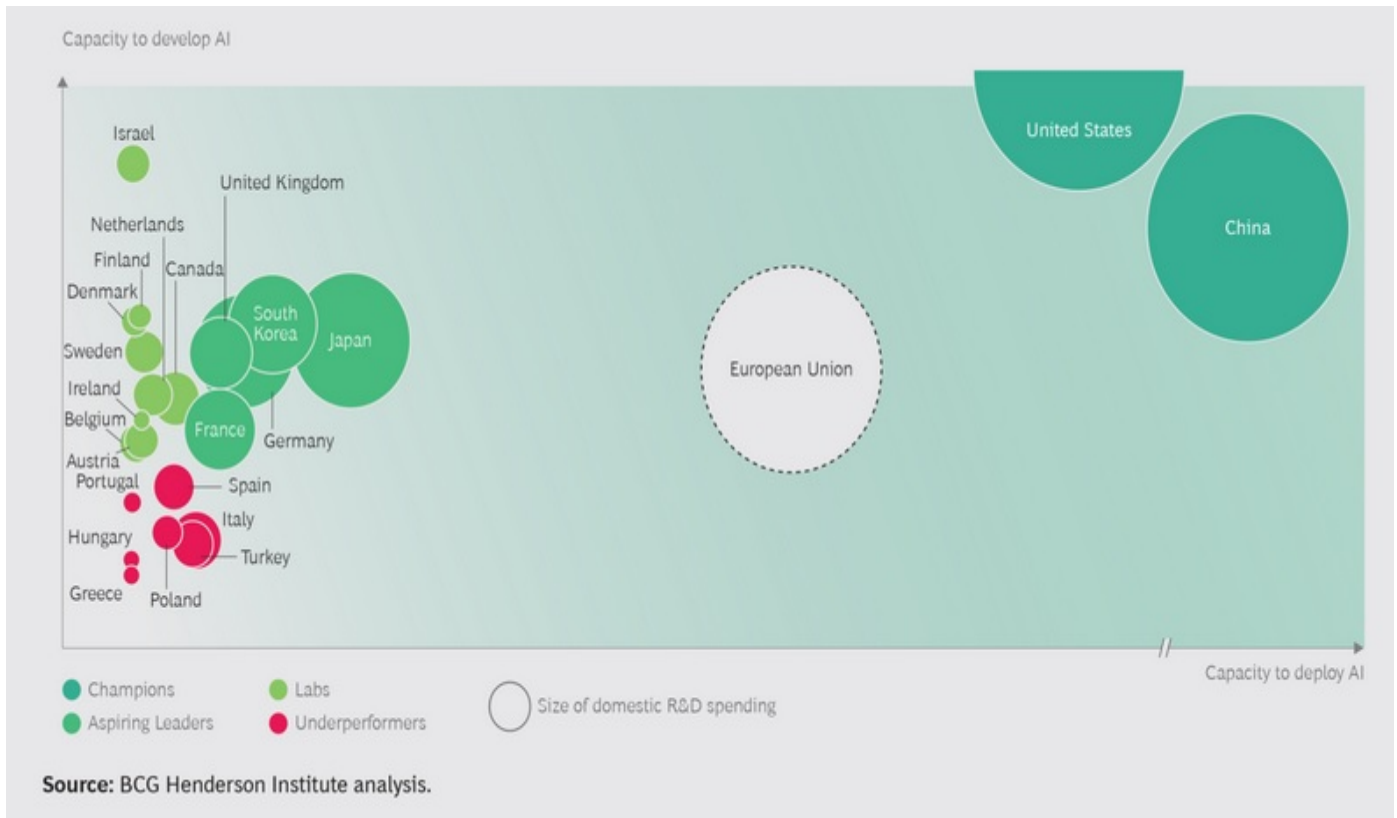 Capacity to develop AI
Israel
United States
United Kingdom
Netherlands
China
Finland
Canada
Denmark
South
Korea
Japan
Sweden
European Union
Ireland
Belgium
France
Germany
Austria
Portugal
Spain
Italy
Hungary
Turkey
Greece
Poland
Capacity to deploy AI
Champions
Labs
Size of domestic R&D spending
Aspiring Leaders
Underperformers
Source: BCG Henderson Institute analysis.